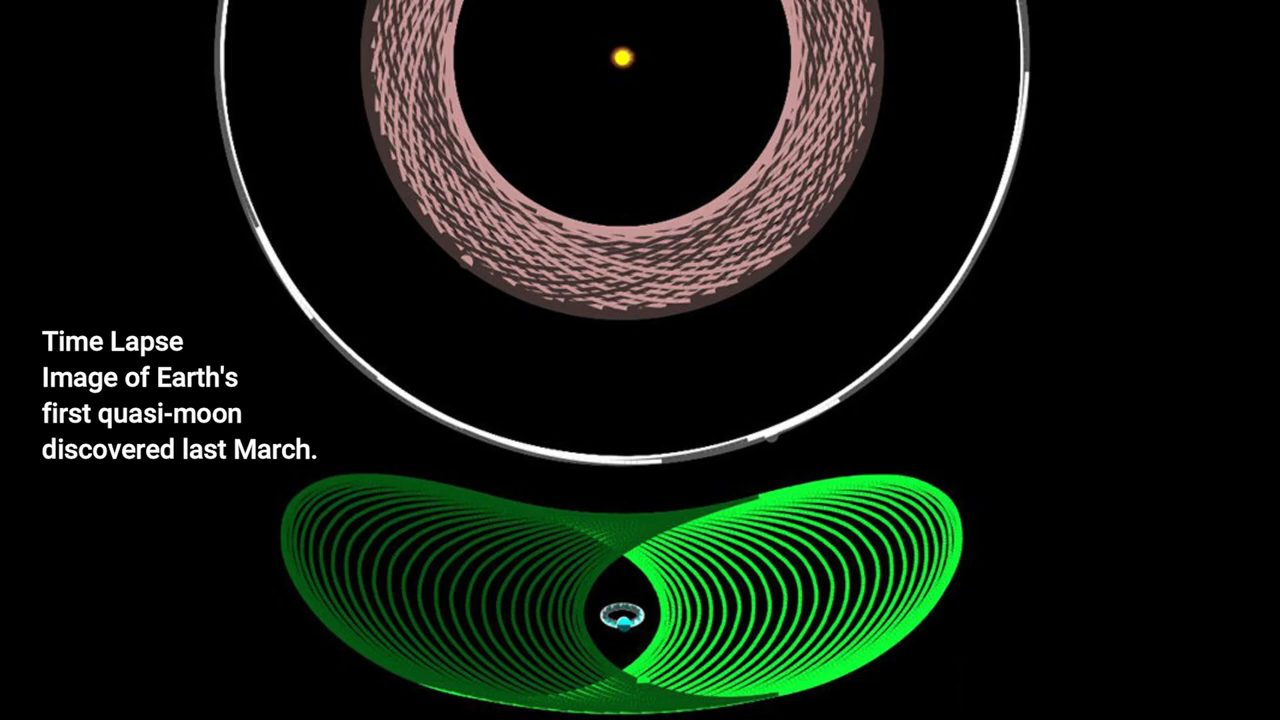 Time Lapse
Image of Earth's
first quasi-moon
discovered last March.